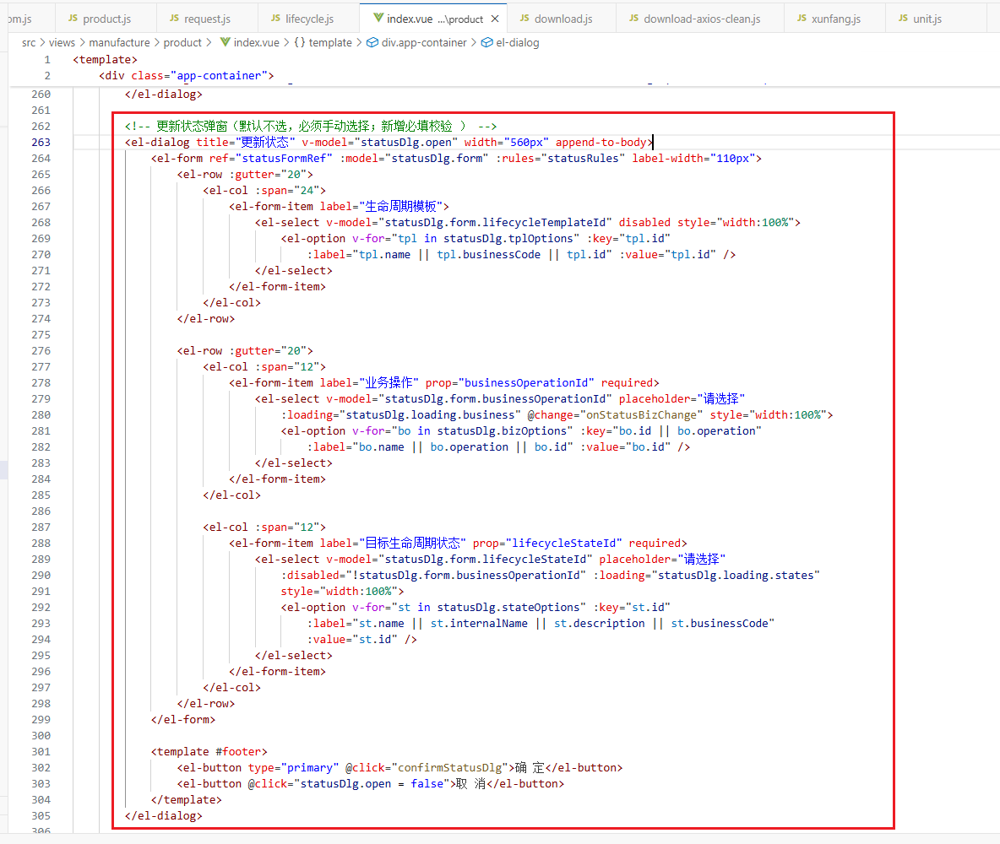 om.js
JS product.js
JS request.js
JS lifecycle.js
index.vue ...\product ×
JS download.js
JS download-axios-clean.js
JS xunfang.js
JS unit.js
src > views > manufacture > product > index.vue > {} template > div.app-container > el-dialog
1 <template>
2 <div class="app-container">
260 </el-dialog>
261
262 <!-- 更新状态弹窗（默认不选，必须手动选择；新增必填校验 ） -->
263 <el-dialog title="更新状态" v-model="statusDlg.open" width="560px" append-to-body>
264 <el-form ref="statusFormRef" :model="statusDlg.form" :rules="statusRules" label-width="110px">
265 <el-row :gutter="20">
266 <el-col :span="24">
267 <el-form-item label="生命周期模板">
268 <el-select v-model="statusDlg.form.lifecycleTemplateId" disabled style="width:100%">
269 <el-option v-for="tpl in statusDlg.tplOptions" :key="tpl.id"
270 :label="tpl.name || tpl.businessCode || tpl.id" :value="tpl.id" />
271 </el-select>
272 </el-form-item>
273 </el-col>
274 </el-row>
275
276 <el-row :gutter="20">
277 <el-col :span="12">
278 <el-form-item label="业务操作" prop="businessOperationId" required>
279 <el-select v-model="statusDlg.form.businessOperationId" placeholder="请选择"
280 :loading="statusDlg.loading.business" @change="onStatusBizChange" style="width:100%">
281 <el-option v-for="bo in statusDlg.bizOptions" :key="bo.id || bo.operation"
282 :label="bo.name || bo.operation || bo.id" :value="bo.id" />
283 </el-select>
284 </el-form-item>
285 </el-col>
286
287 <el-col :span="12">
288 <el-form-item label="目标生命周期状态" prop="lifecycleStateId" required>
289 <el-select v-model="statusDlg.form.lifecycleStateId" placeholder="请选择"
290 :disabled="!statusDlg.form.businessOperationId" :loading="statusDlg.loading.states"
291 style="width:100%">
292 <el-option v-for="st in statusDlg.stateOptions" :key="st.id"
293 :label="st.name || st.internalName || st.description || st.businessCode"
294 :value="st.id" />
295 </el-select>
296 </el-form-item>
297 </el-col>
298 </el-row>
299 </el-form>
300
301 <template #footer>
302 <el-button type="primary" @click="confirmStatusDlg">确 定</el-button>
303 <el-button @click="statusDlg.open = false">取 消</el-button>
304 </template>
305 </el-dialog>
306